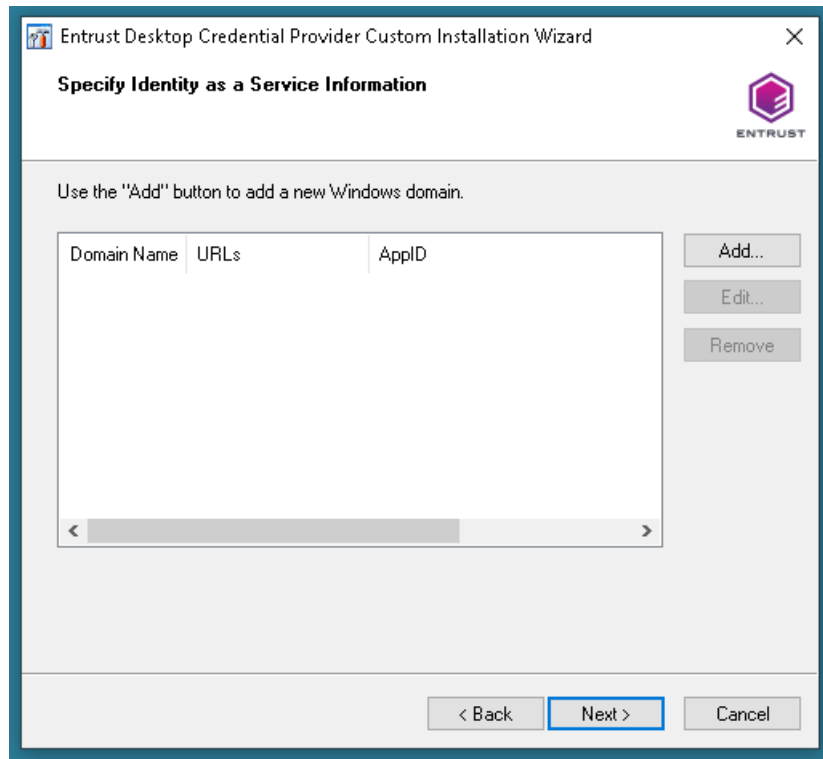 Entrust Desktop Credential Provider Custom Installation Wizard
Specify Identity as a Service Information
ENTRUST
Use the "Add" button to add a new Windows domain.
Domain Name URLs AppID
Add...
Edit...
Remove
< Back Next > Cancel